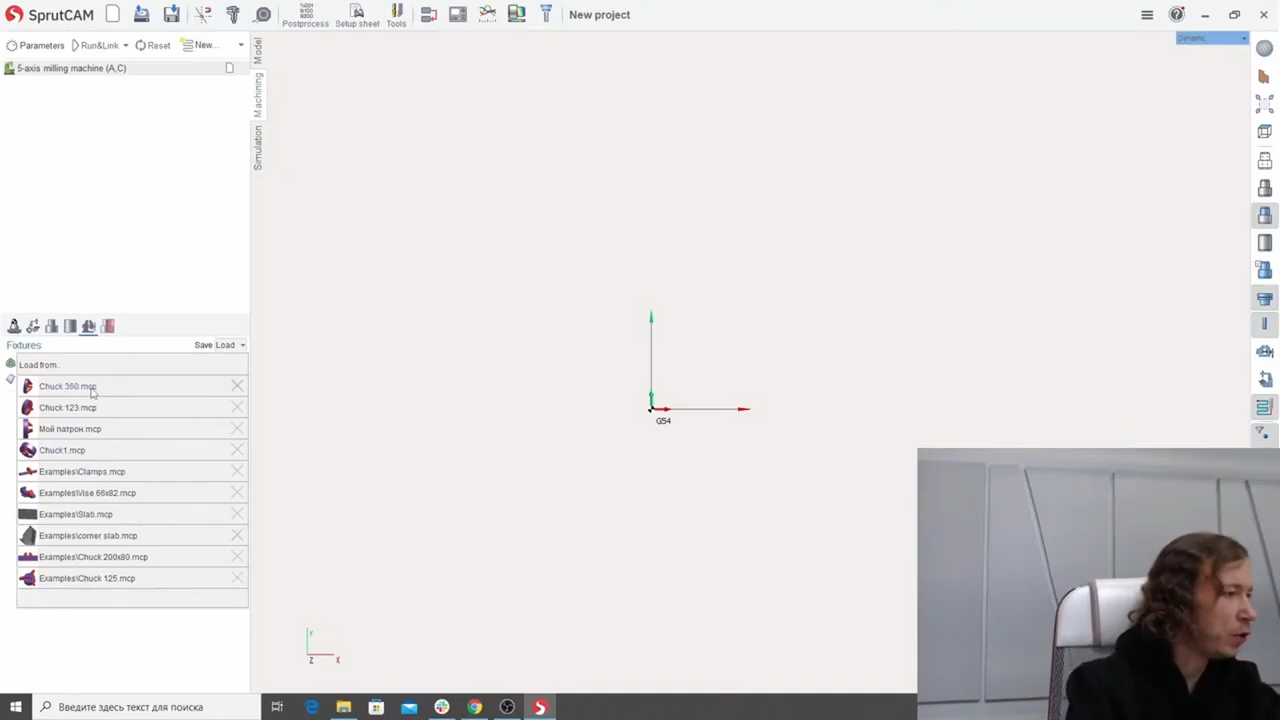 SprutCAM
Postprocess
Setup sheet
Tools
New project
Parameters
Run&Link
Reset
New...
Dynamic
5-axis milling machine (A,C)
Model
Machining
Simulation
Fixtures
Save
Load
Load from..
Chuck 360.mcp
Chuck 123.mcp
Мой патрон.mcp
Chuck1.mcp
Examples\Clamps.mcp
Examples\Vise 66x82.mcp
Examples\Slab.mcp
Examples\corner slab.mcp
Examples\Chuck 200x80.mcp
Examples\Chuck 125.mcp
G54
Y
Z
X
Введите здесь текст для поиска